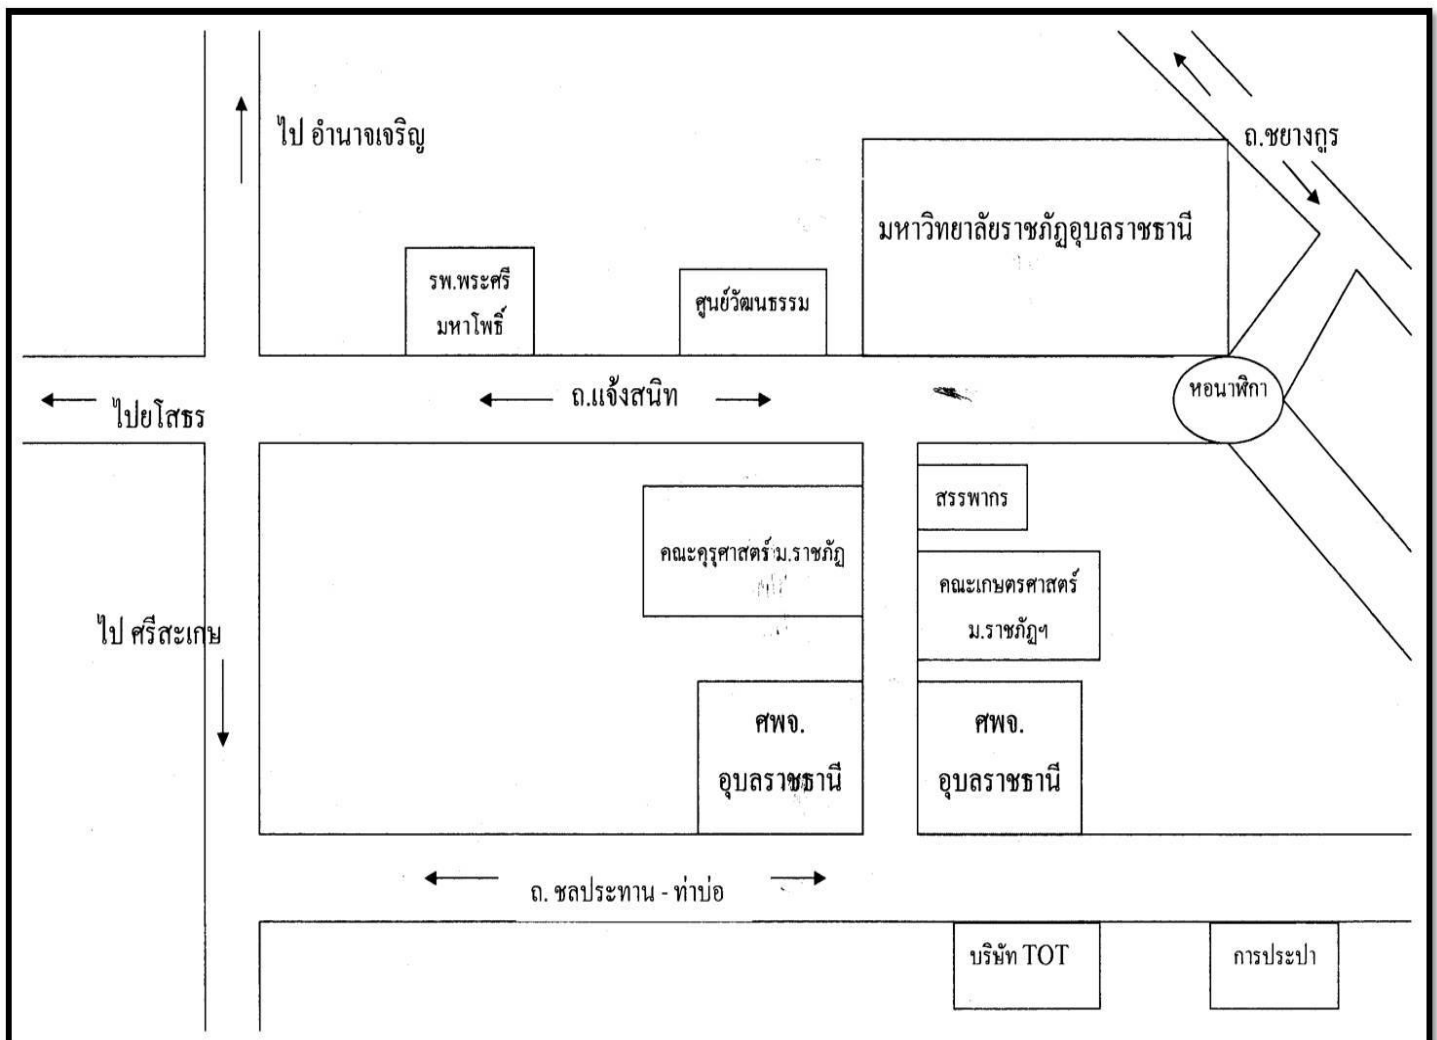 ไป อำนาจเจริญ
ถ.ชยางกูร
มหาวิทยาลัยราชภัฏอุบลราชธานี
รพ.พระศรี
มหาโพธิ์
ศูนย์วัฒนธรรม
หอนาฬิกา
ถ.แจ้งสนิท
ไปยโสธร
สรรพากร
คณะคุรุศาสตร์ ม.ราชภัฏ
คณะเกษตรศาสตร์
ม.ราชภัฏฯ
ไป ศรีสะเกษ
ศพจ.
อุบลราชธานี
ศพจ.
อุบลราชธานี
ถ. ชลประทาน - ท่าบ่อ
บริษัท TOT
การประปา